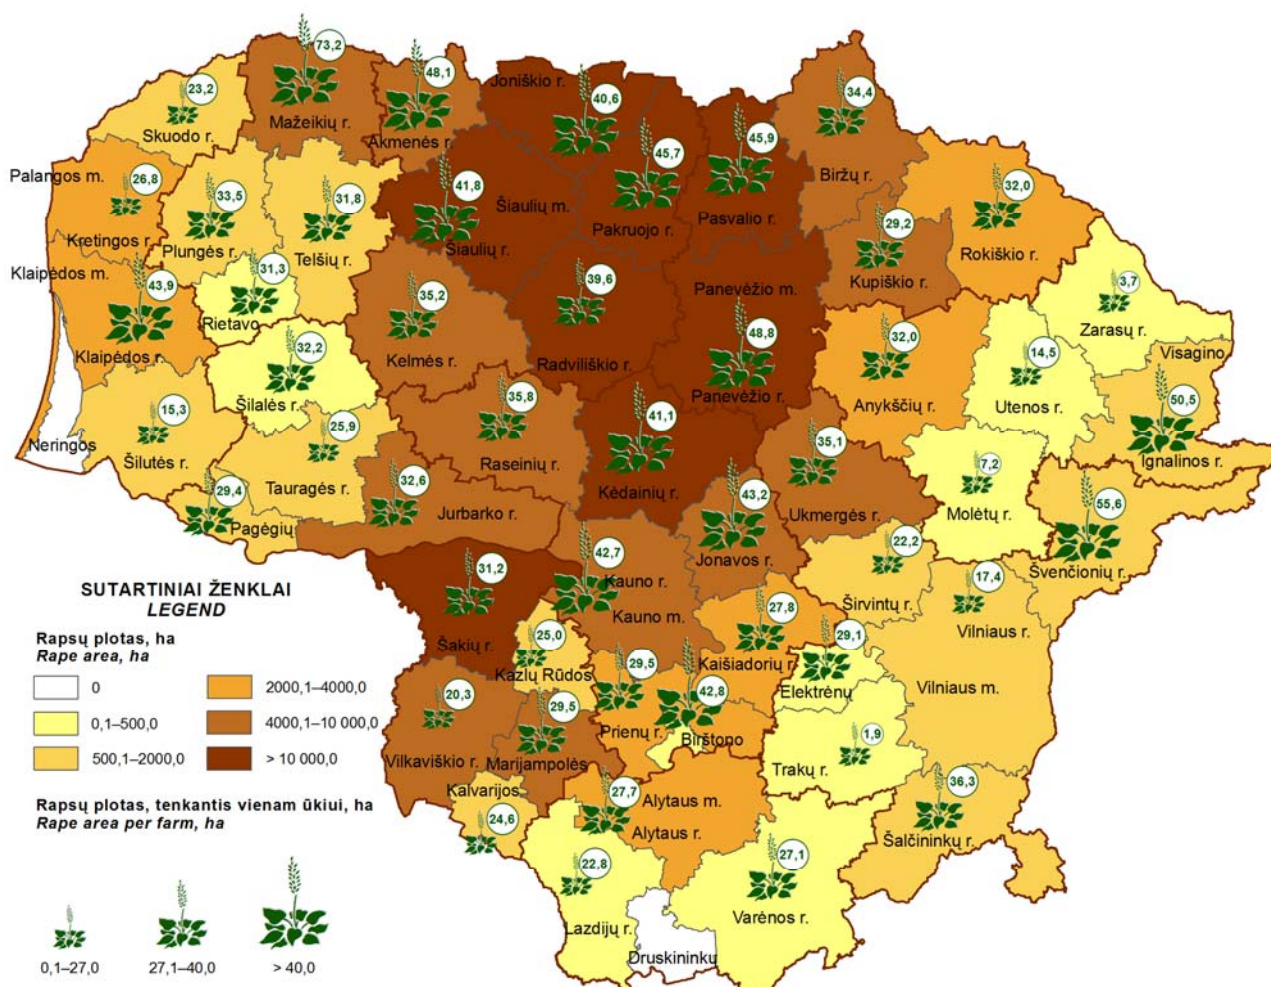 73,2
48,1
Joniškio r.
40,6
34,4
23,2
Skuodo r.
Mažeikių r.
Akmenės r.
45,7
45,9
Palangos m.
26,8
33,5
31,8
41,8
Šiaulių m.
Biržų r.
32,0
Kretingos r.
Plungės r.
Telšių r.
Šiaulių r.
Pakruojo r.
Pasvalio r.
29,2
Rokiškio r.
Klaipėdos m.
43,9
31,3
Rietavo
35,2
39,6
Panevėžio m.
Kupiškio r.
3,7
Zarasų r.
Klaipėdos r.
32,2
Kelmės r.
Radviliškio r.
48,8
32,0
14,5
Visagino
Šilalės r.
Panevėžio r.
Anykščių r.
Utenos r.
50,5
15,3
25,9
35,8
41,1
35,1
Neringos
Šilutės r.
Raseinių r.
Ignalinos r.
29,4
Tauragės r.
32,6
Kėdainių r.
43,2
7,2
55,6
Pagėgių
Jurbarko r.
Ukmergės r.
Molėtų r.
31,2
42,7
Jonavos r.
22,2
Švenčionių r.
Kauno r.
17,4
Širvintų r.
Kauno m.
27,8
Vilniaus r.
Šakių r.
25,0
29,5
29,1
Kazlų Rūdos
Kaišiadorių r.
Elektrėnų
Vilniaus m.
20,3
29,5
42,8
1,9
Prienų r.
Birštono
Vilkaviškio r.
Marijampolės
Trakų r.
Kalvarijos
27,7
Alytaus m.
36,3
24,6
Alytaus r.
Šalčininkų r.
22,8
27,1
Lazdijų r.
Varėnos r.
Druskininkų
SUTARTINIAI ŽENKLAI
LEGEND
Rapsų plotas, ha
Rape area, ha
0
2000,1–4000,0
0,1–500,0
4000,1–10 000,0
500,1–2000,0
> 10 000,0
Rapsų plotas, tenkantis vienam ūkiui, ha
Rape area per farm, ha
0,1–27,0
27,1–40,0
> 40,0